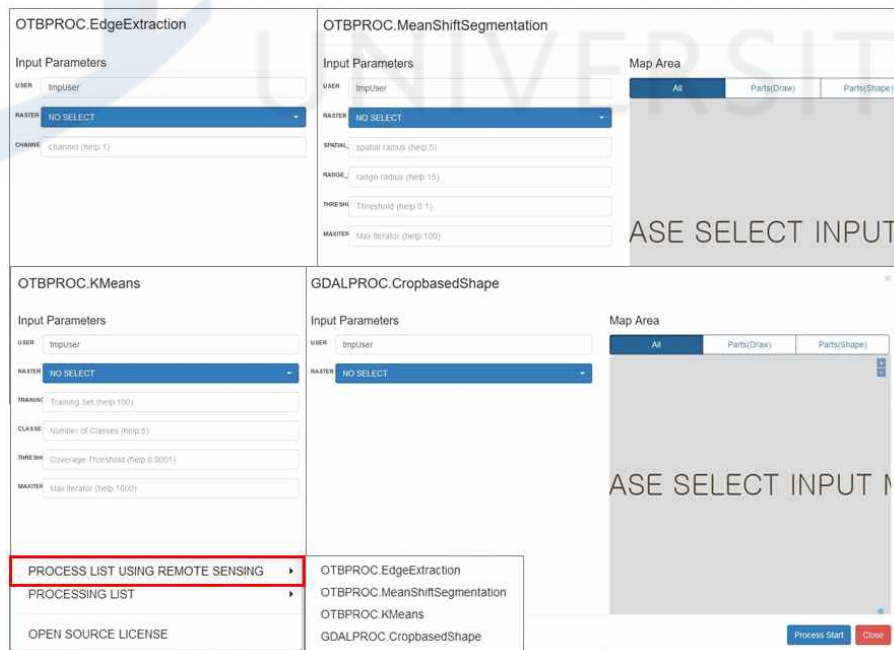 OTBPROC.EdgeExtraction
Input Parameters
USER tmpUser
RASTER NO SELECT
CHANNE channel (help:1)
OTBPROC.MeanShiftSegmentation
Input Parameters
USER tmpUser
RASTER NO SELECT
SPATIAL_ spatial radius (help:5)
RANGE_ range radius (help:15)
THRESH Threshold (help:0.1)
MAXITER Max Iterator (help:100)
Map Area
All Parts(Draw) Parts(Shape)
ASE SELECT INPUT
UNIVERSIT
OTBPROC.KMeans
Input Parameters
USER tmpUser
RASTER NO SELECT
TRAINING Training Set (help:100)
CLASSE Number of Classes (help:5)
THRESH Coverage Threshold (help:0.0001)
MAXITER Max Iterator (help:1000)
GDALPROC.CropbasedShape
×
Input Parameters
USER tmpUser
RASTER NO SELECT
Map Area
All Parts(Draw) Parts(Shape)
ASE SELECT INPUT
PROCESS LIST USING REMOTE SENSING
PROCESSING LIST
OPEN SOURCE LICENSE
OTBPROC.EdgeExtraction
OTBPROC.MeanShiftSegmentation
OTBPROC.KMeans
GDALPROC.CropbasedShape
Process Start Close